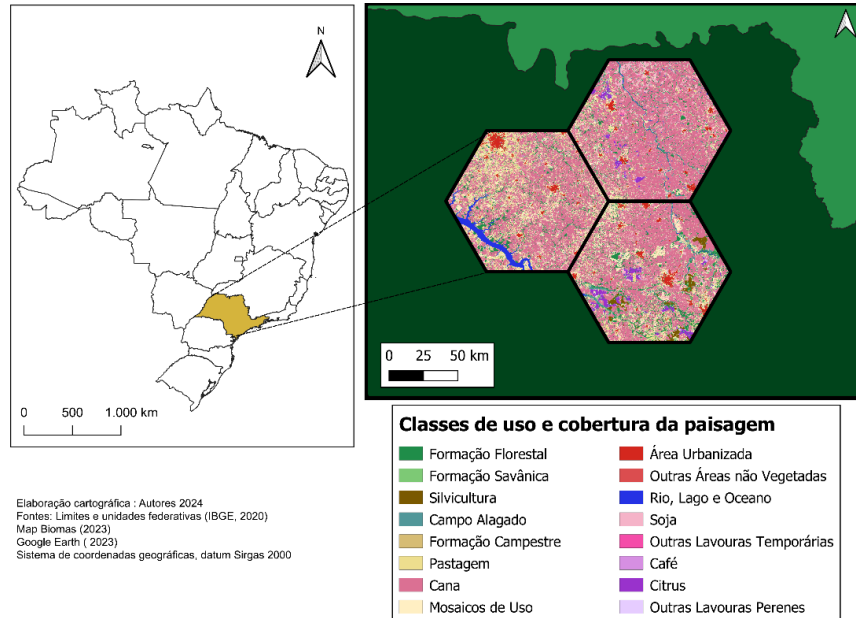 N
0 500 1.000 km
0 25 50 km
Classes de uso e cobertura da paisagem
Formação Florestal
Formação Savânica
Silvicultura
Campo Alagado
Formação Campestre
Pastagem
Cana
Mosaicos de Uso
Área Urbanizada
Outras Áreas não Vegetadas
Rio, Lago e Oceano
Soja
Outras Lavouras Temporárias
Café
Citrus
Outras Lavouras Perenes
Elaboração cartográfica : Autores 2024
Fontes: Limites e unidades federativas (IBGE, 2020)
Map Biomas (2023)
Google Earth ( 2023)
Sistema de coordenadas geográficas, datum Sirgas 2000